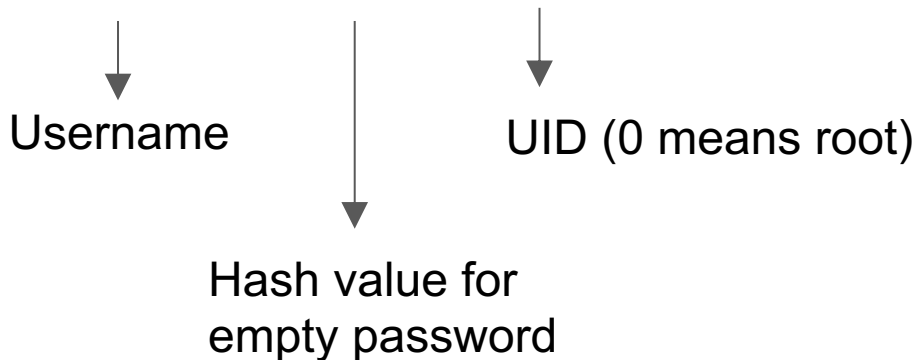 Username
UID (0 means root)
Hash value for
empty password